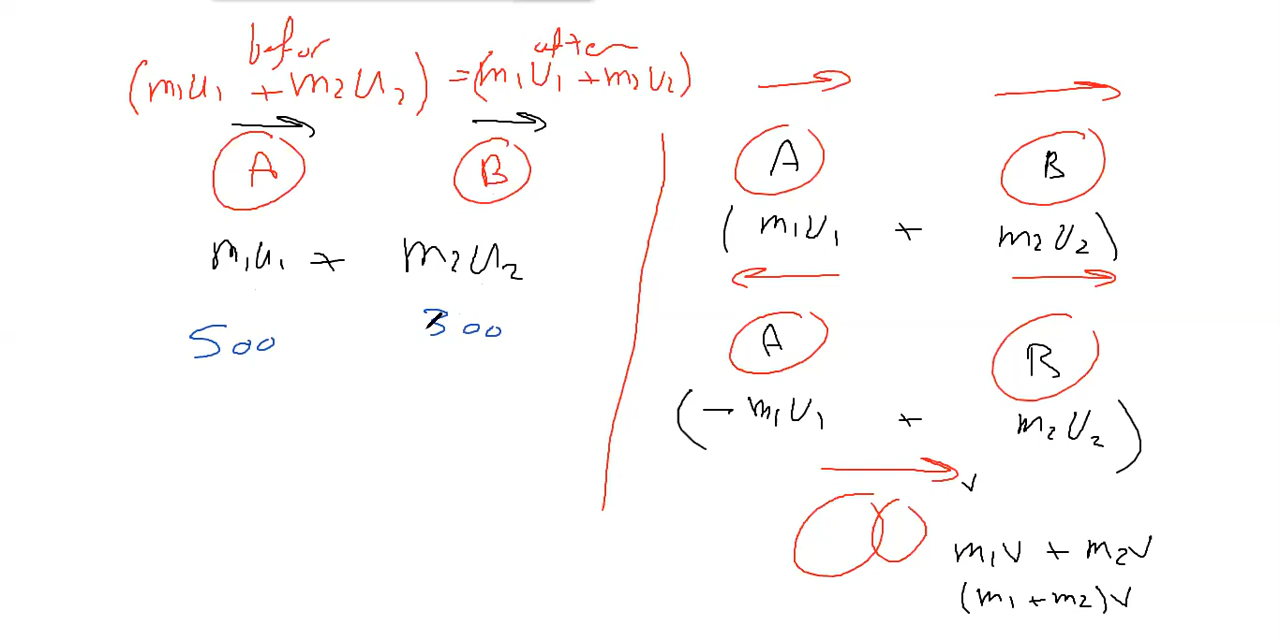 befor after
(m1u1 + m2u2) = (m1v1 + m2v2)
A B
m1u1 + m2u2
500 300
A B
(m1v1 + m2v2)
A B
(- m1v1 + m2v2)
v
m1v + m2v
(m1 + m2)v